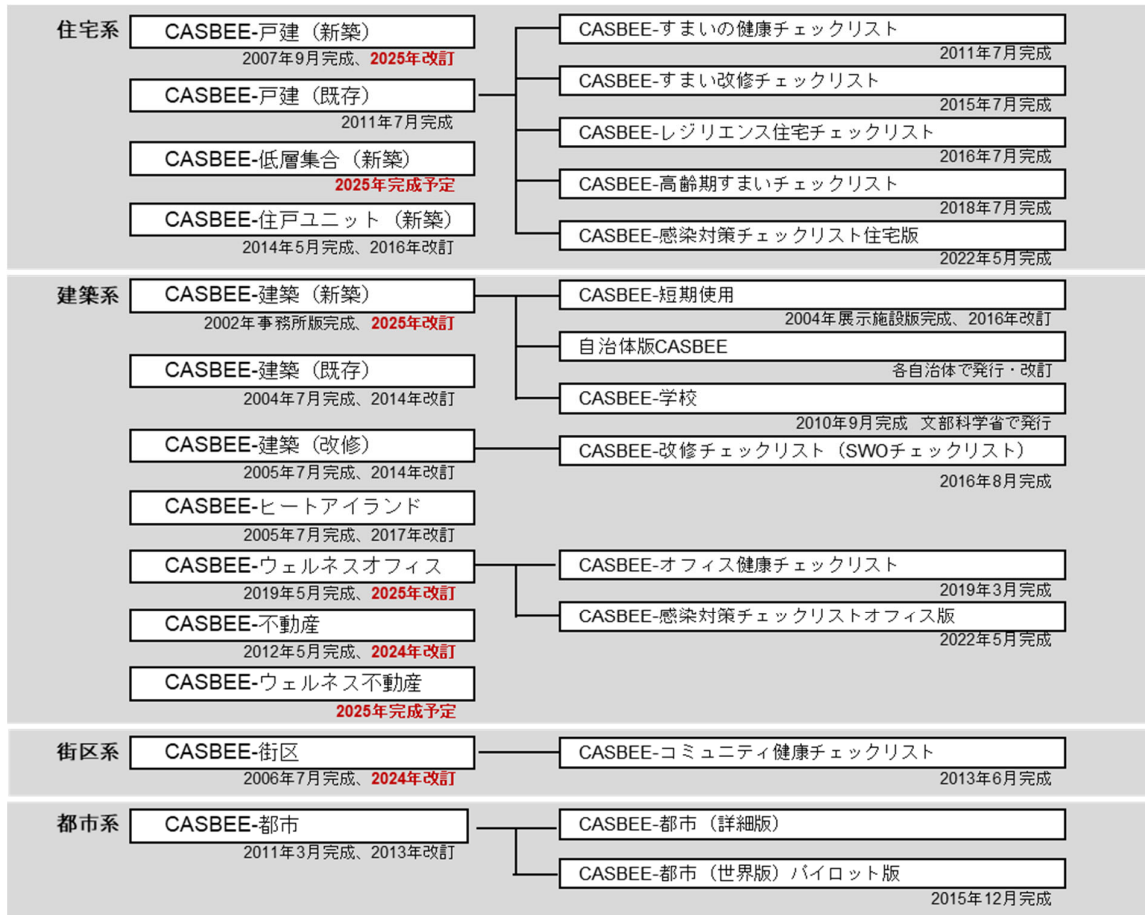 住宅系
CASBEE-戸建（新築）
2007年9月完成、2025年改訂
CASBEE-戸建（既存）
2011年7月完成
CASBEE-低層集合（新築）
2025年完成予定
CASBEE-住戸ユニット（新築）
2014年5月完成、2016年改訂
CASBEE-すまいの健康チェックリスト
2011年7月完成
CASBEE-すまい改修チェックリスト
2015年7月完成
CASBEE-レジリエンス住宅チェックリスト
2016年7月完成
CASBEE-高齢期すまいチェックリスト
2018年7月完成
CASBEE-感染対策チェックリスト住宅版
2022年5月完成
建築系
CASBEE-建築（新築）
2002年事務所版完成、2025年改訂
CASBEE-建築（既存）
2004年7月完成、2014年改訂
CASBEE-建築（改修）
2005年7月完成、2014年改訂
CASBEE-ヒートアイランド
2005年7月完成、2017年改訂
CASBEE-ウェルネスオフィス
2019年5月完成、2025年改訂
CASBEE-不動産
2012年5月完成、2024年改訂
CASBEE-ウェルネス不動産
2025年完成予定
CASBEE-短期使用
2004年展示施設版完成、2016年改訂
自治体版CASBEE
各自治体で発行・改訂
CASBEE-学校
2010年9月完成 文部科学省で発行
CASBEE-改修チェックリスト（SWOチェックリスト）
2016年8月完成
CASBEE-オフィス健康チェックリスト
2019年3月完成
CASBEE-感染対策チェックリストオフィス版
2022年5月完成
街区系
CASBEE-街区
2006年7月完成、2024年改訂
CASBEE-コミュニティ健康チェックリスト
2013年6月完成
都市系
CASBEE-都市
2011年3月完成、2013年改訂
CASBEE-都市（詳細版）
CASBEE-都市（世界版）パイロット版
2015年12月完成